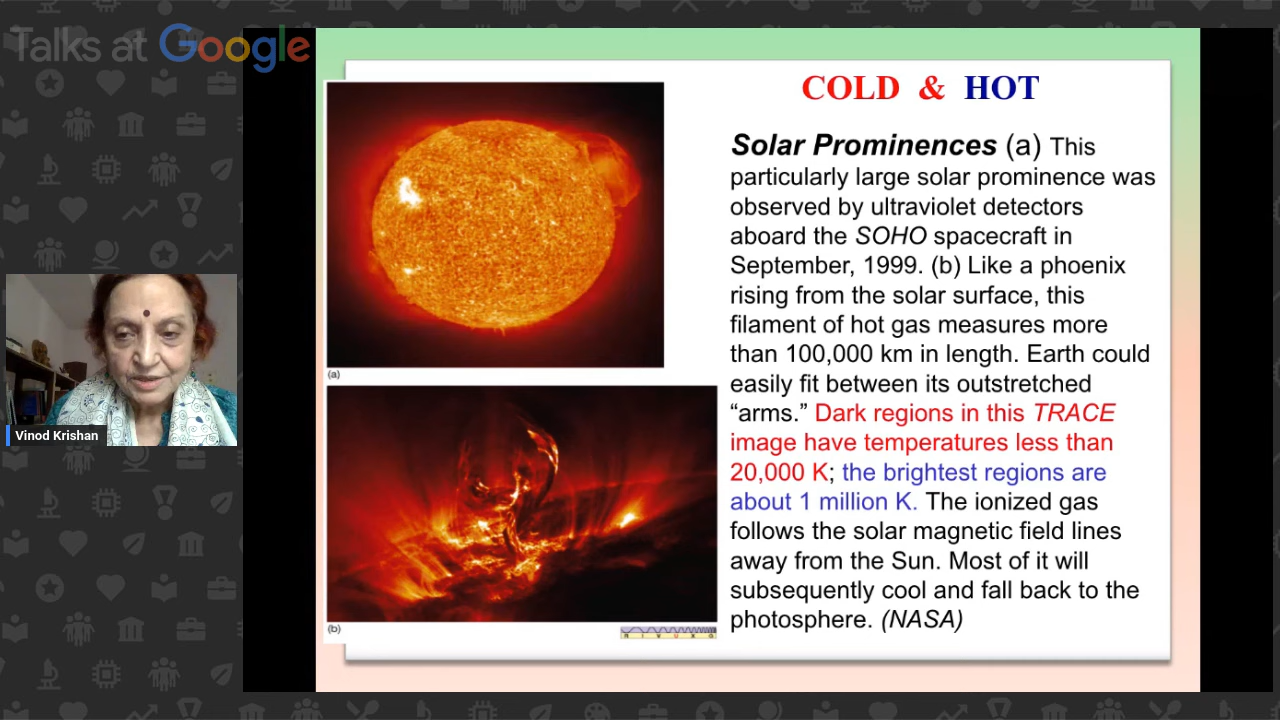 Talks at Google
COLD & HOT
Solar Prominences (a) This
particularly large solar prominence was
observed by ultraviolet detectors
aboard the SOHO spacecraft in
September, 1999. (b) Like a phoenix
rising from the solar surface, this
filament of hot gas measures more
than 100,000 km in length. Earth could
easily fit between its outstretched
“arms.” Dark regions in this TRACE
image have temperatures less than
20,000 K; the brightest regions are
about 1 million K. The ionized gas
follows the solar magnetic field lines
away from the Sun. Most of it will
subsequently cool and fall back to the
photosphere. (NASA)
(a)
(b)
R I V U X G
Vinod Krishan